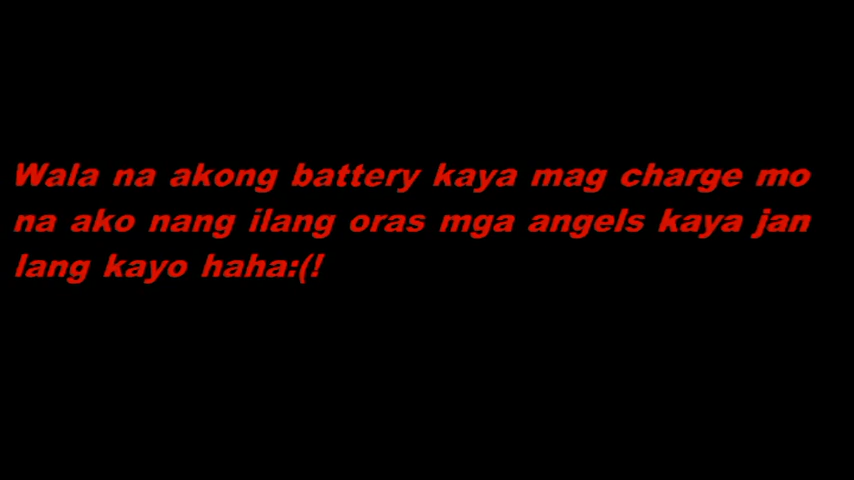 Wala na akong battery kaya mag charge mo
na ako nang ilang oras mga angels kaya jan
lang kayo haha:(!